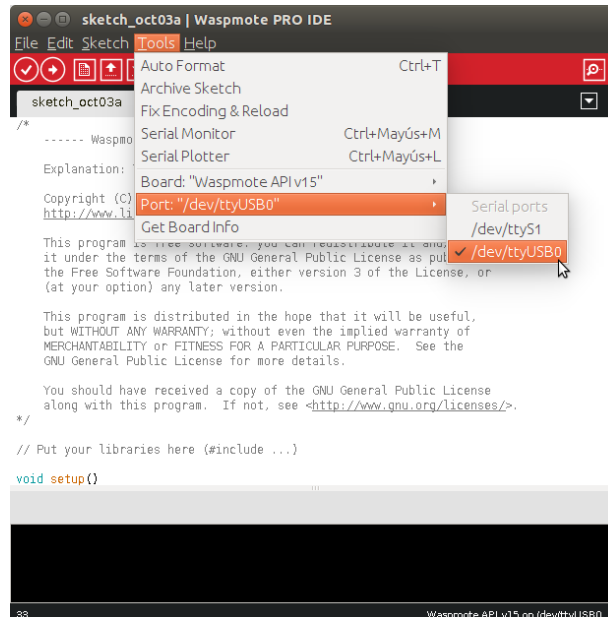 sketch_oct03a | Waspmote PRO IDE
File Edit Sketch Tools Help
sketch_oct03a
Auto Format Ctrl+T
Archive Sketch
Fix Encoding & Reload
Serial Monitor Ctrl+Mayús+M
Serial Plotter Ctrl+Mayús+L
Board: "Waspmote API v15"
Port: "/dev/ttyUSB0"
Get Board Info
Serial ports
/dev/ttyS1
/dev/ttyUSB0
/*
------ Waspmo
Explanation:
Copyright (C)
http://www.li
This program is free software: you can redistribute it and/
it under the terms of the GNU General Public License as pub
the Free Software Foundation, either version 3 of the License, or
(at your option) any later version.
This program is distributed in the hope that it will be useful,
but WITHOUT ANY WARRANTY; without even the implied warranty of
MERCHANTABILITY or FITNESS FOR A PARTICULAR PURPOSE. See the
GNU General Public License for more details.
You should have received a copy of the GNU General Public License
along with this program. If not, see <http://www.gnu.org/licenses/>.
*/
// Put your libraries here (#include ...)
void setup()
33 Waspmote API v15 on /dev/ttyUSB0